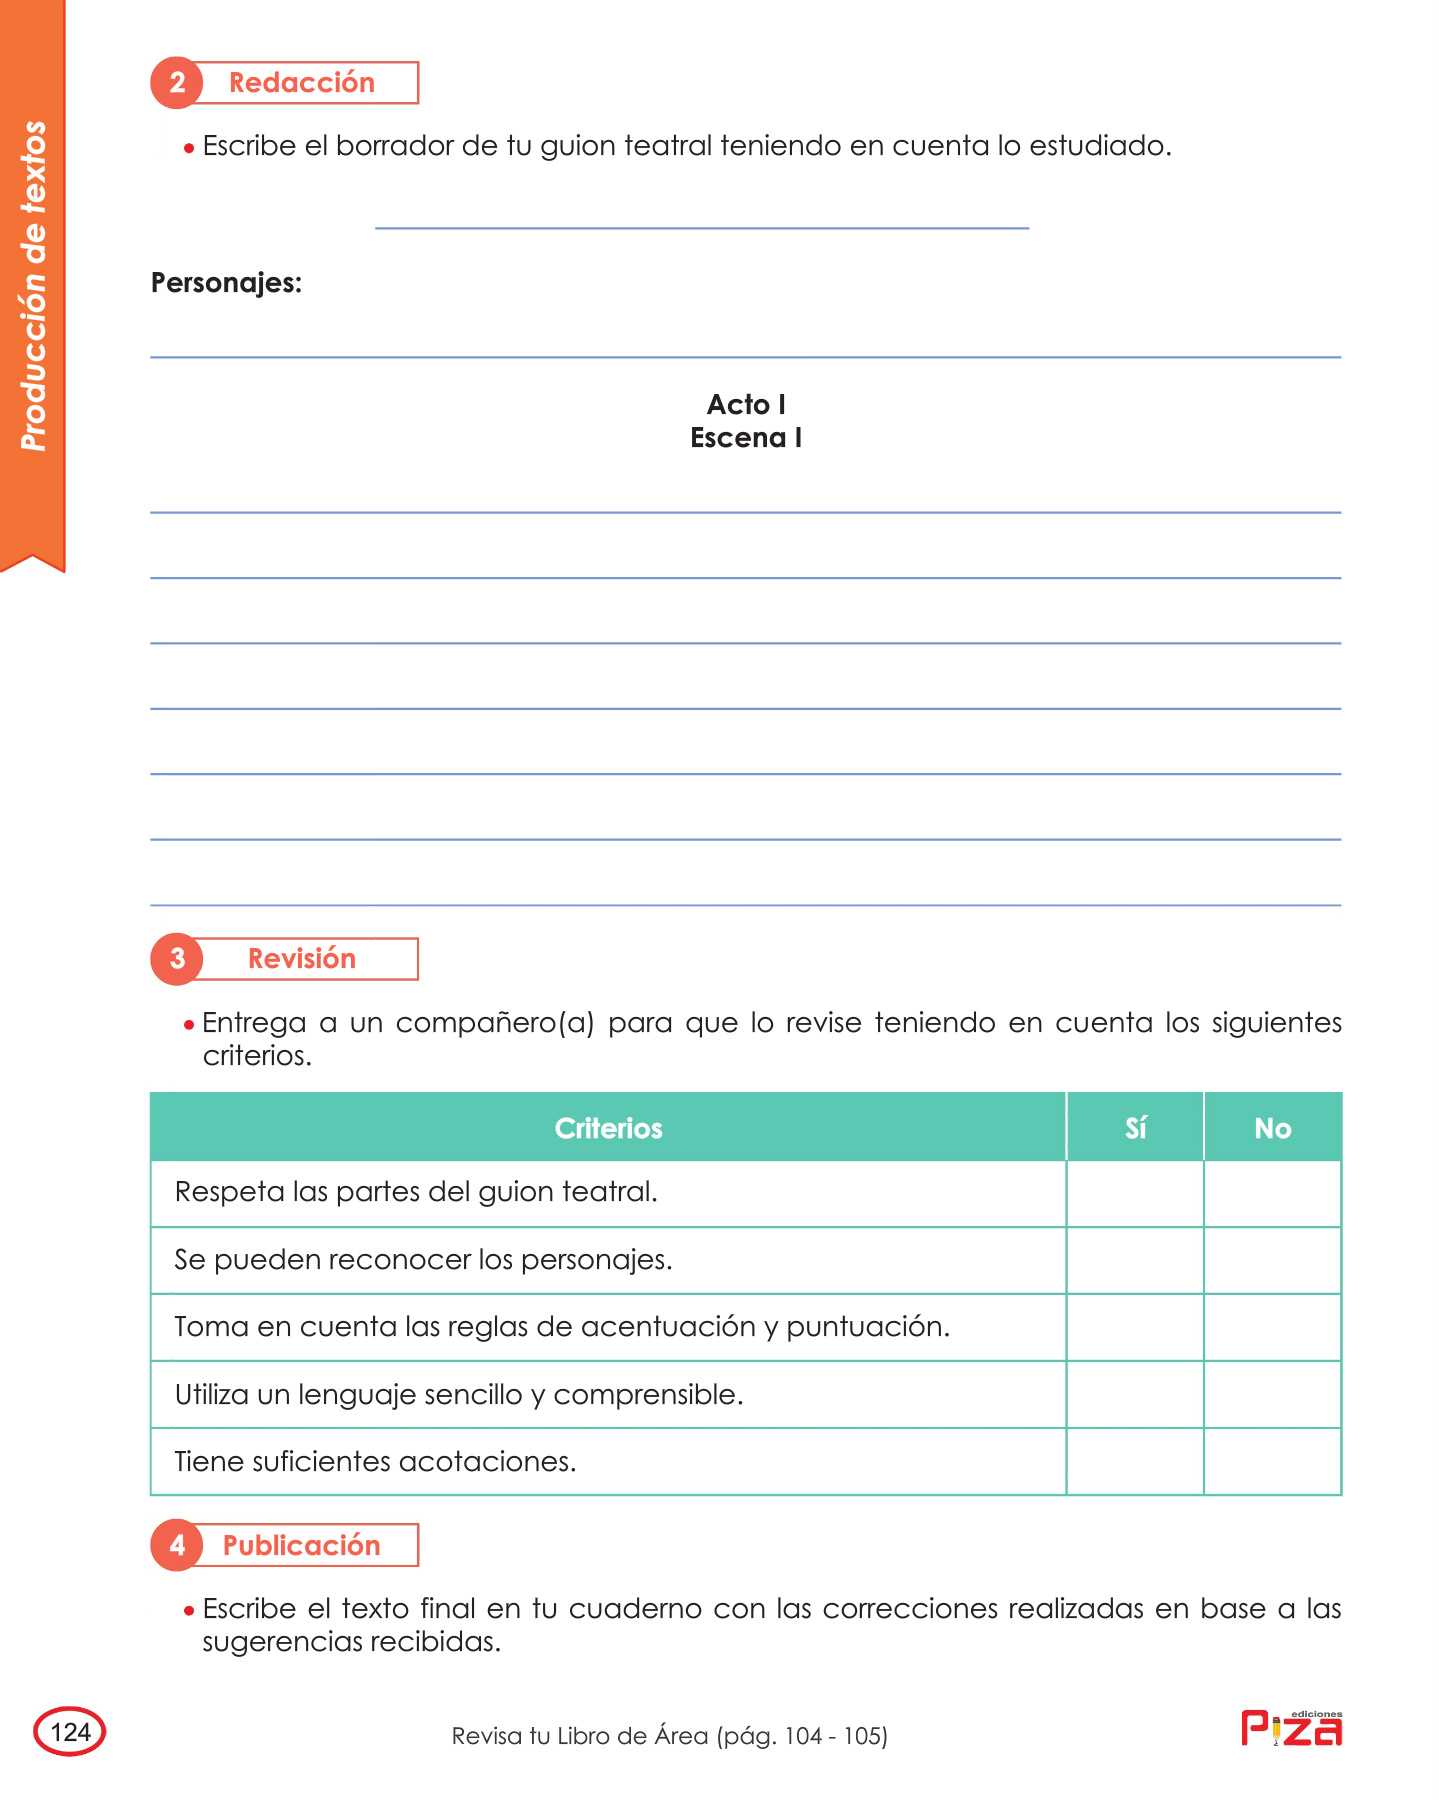 Producción de textos
2 Redacción
• Escribe el borrador de tu guion teatral teniendo en cuenta lo estudiado.
Personajes:
Acto I
Escena I
3 Revisión
• Entrega a un compañero(a) para que lo revise teniendo en cuenta los siguientes
criterios.
Criterios Sí No
Respeta las partes del guion teatral.
Se pueden reconocer los personajes.
Toma en cuenta las reglas de acentuación y puntuación.
Utiliza un lenguaje sencillo y comprensible.
Tiene suficientes acotaciones.
4 Publicación
• Escribe el texto final en tu cuaderno con las correcciones realizadas en base a las
sugerencias recibidas.
124
Revisa tu Libro de Área (pág. 104 - 105)
ediciones
Piza